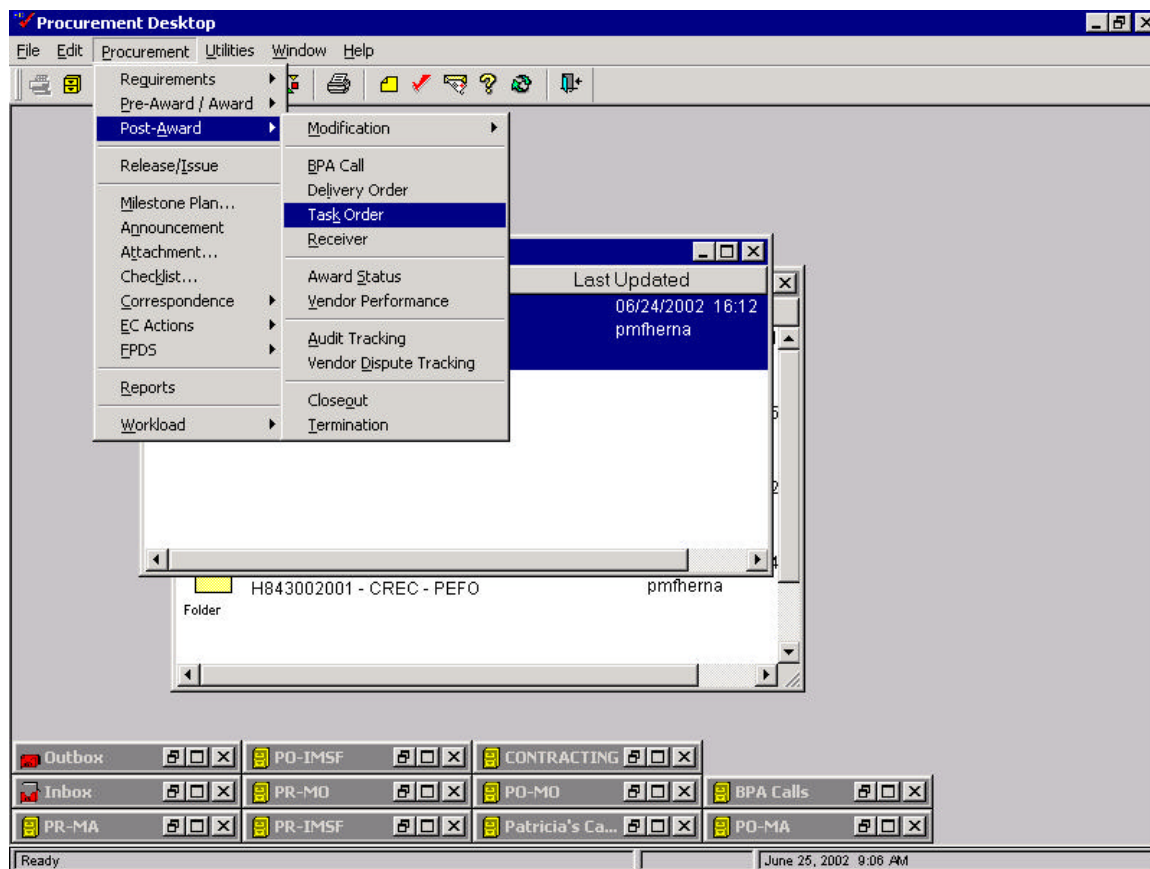 Procurement Desktop
File Edit Procurement Utilities Window Help
Requirements
Pre-Award / Award
Post-Award
Release/Issue
Milestone Plan...
Announcement
Attachment...
Checklist...
Correspondence
EC Actions
FPDS
Reports
Workload
Modification
BPA Call
Delivery Order
Task Order
Receiver
Award Status
Vendor Performance
Audit Tracking
Vendor Dispute Tracking
Closeout
Termination
Last Updated
06/24/2002 16:12
pmfherna
5
2
4
H843002001 - CREC - PEFO pmfherna
Folder
Outbox PO-IMSF CONTRACTING
Inbox PR-MO PO-MO BPA Calls
PR-MA PR-IMSF Patricia's Ca... PO-MA
Ready June 25, 2002 9:06 AM